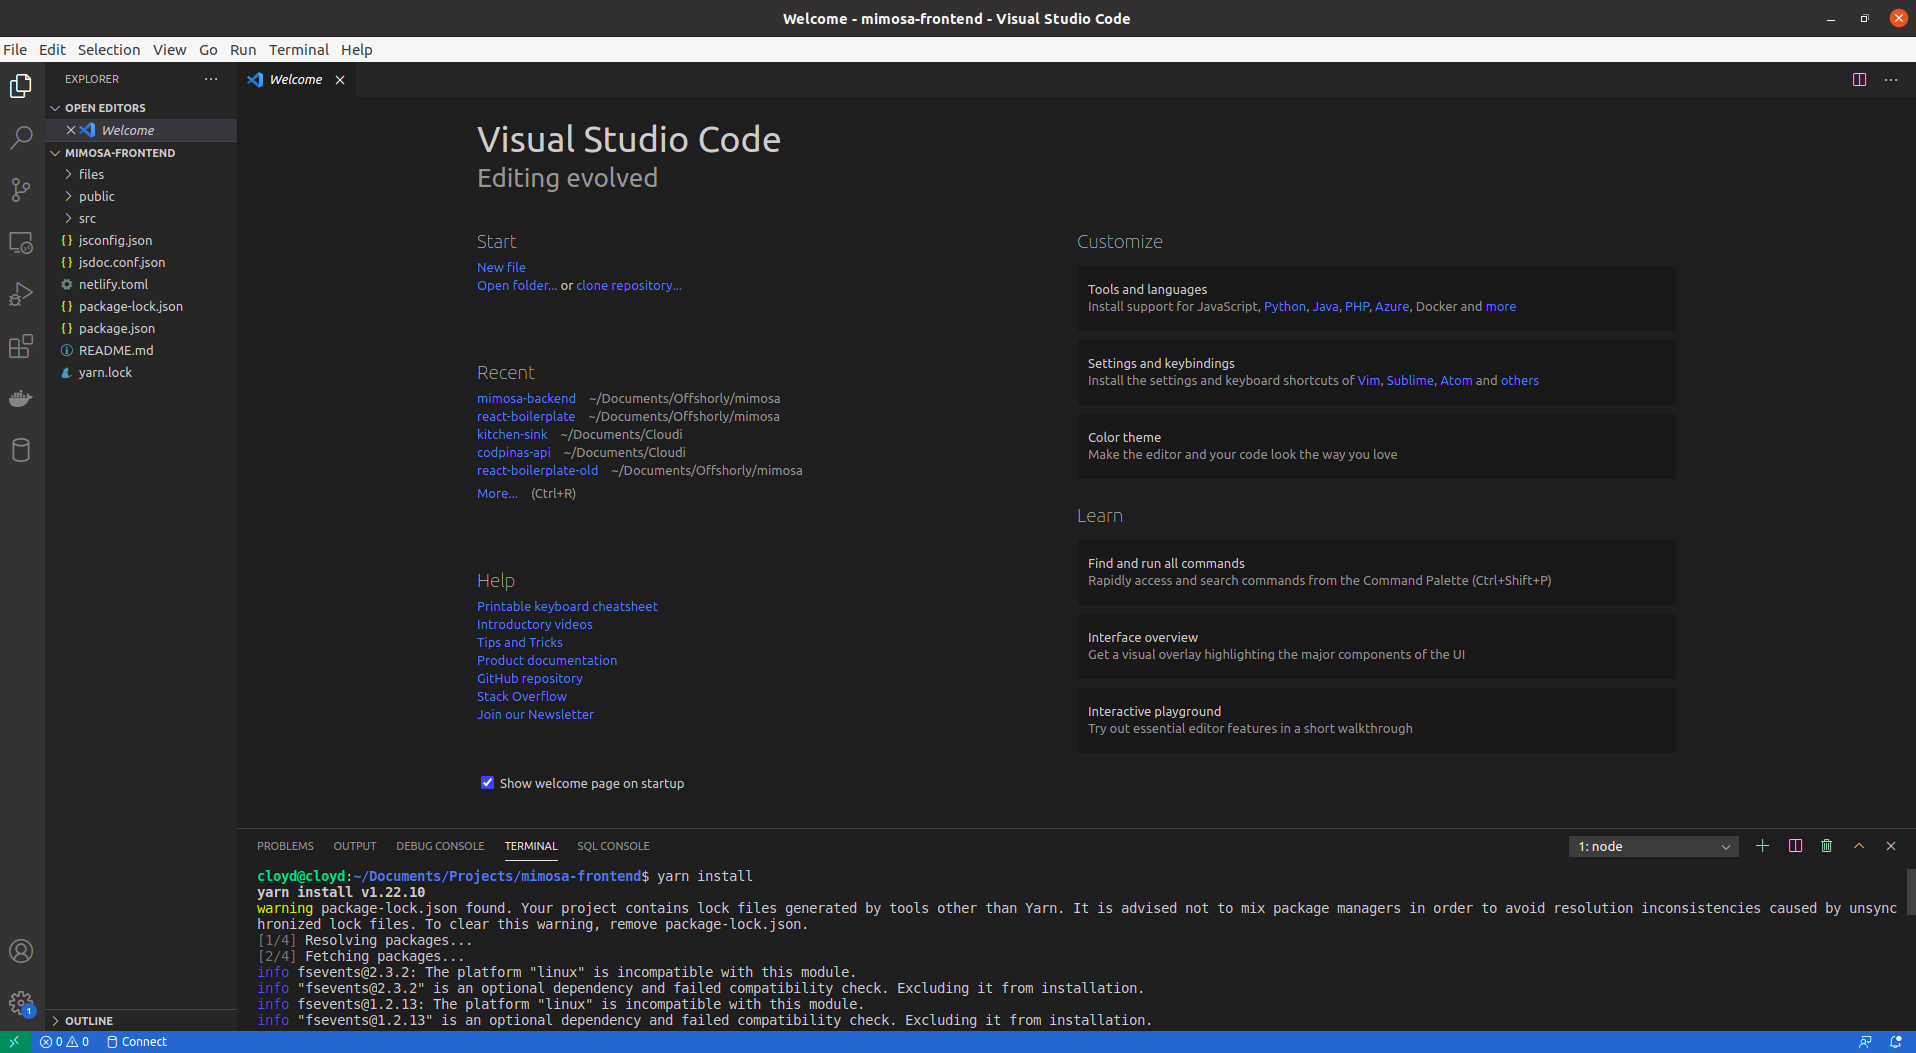 Welcome - mimosa-frontend - Visual Studio Code
File Edit Selection View Go Run Terminal Help
EXPLORER
OPEN EDITORS
Welcome
MIMOSA-FRONTEND
files
public
src
jsconfig.json
jsdoc.conf.json
netlify.toml
package-lock.json
package.json
README.md
yarn.lock
OUTLINE
1
Welcome
Visual Studio Code
Editing evolved
Start
New file
Open folder... or clone repository...
Recent
mimosa-backend ~/Documents/Offshorly/mimosa
react-boilerplate ~/Documents/Offshorly/mimosa
kitchen-sink ~/Documents/Cloudi
codpinas-api ~/Documents/Cloudi
react-boilerplate-old ~/Documents/Offshorly/mimosa
More... (Ctrl+R)
Help
Printable keyboard cheatsheet
Introductory videos
Tips and Tricks
Product documentation
GitHub repository
Stack Overflow
Join our Newsletter
Show welcome page on startup
Customize
Tools and languages
Install support for JavaScript, Python, Java, PHP, Azure, Docker and more
Settings and keybindings
Install the settings and keyboard shortcuts of Vim, Sublime, Atom and others
Color theme
Make the editor and your code look the way you love
Learn
Find and run all commands
Rapidly access and search commands from the Command Palette (Ctrl+Shift+P)
Interface overview
Get a visual overlay highlighting the major components of the UI
Interactive playground
Try out essential editor features in a short walkthrough
PROBLEMS OUTPUT DEBUG CONSOLE TERMINAL SQL CONSOLE
1: node
cloyd@cloyd:~/Documents/Projects/mimosa-frontend$ yarn install
yarn install v1.22.10
warning package-lock.json found. Your project contains lock files generated by tools other than Yarn. It is advised not to mix package managers in order to avoid resolution inconsistencies caused by unsync
hronized lock files. To clear this warning, remove package-lock.json.
[1/4] Resolving packages...
[2/4] Fetching packages...
info fsevents@2.3.2: The platform "linux" is incompatible with this module.
info "fsevents@2.3.2" is an optional dependency and failed compatibility check. Excluding it from installation.
info fsevents@1.2.13: The platform "linux" is incompatible with this module.
info "fsevents@1.2.13" is an optional dependency and failed compatibility check. Excluding it from installation.
0 0 Connect